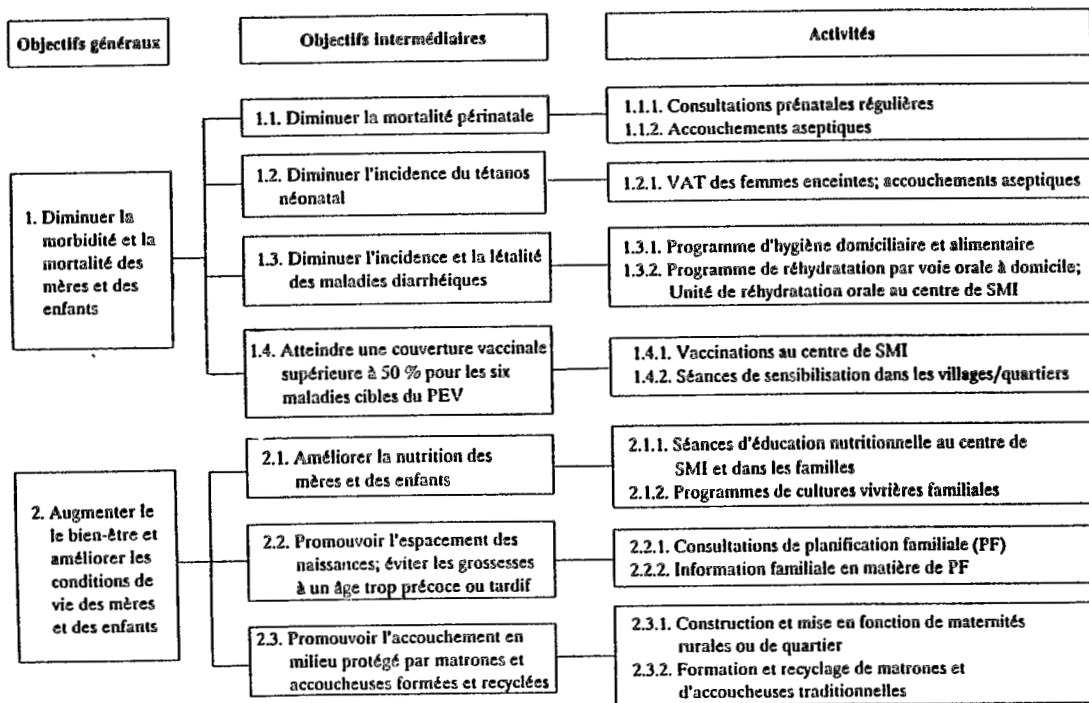 Objectifs généraux
Objectifs intermédiaires
Activités
1. Diminuer la
morbidité et la
mortalité des
mères et des
enfants
1.1. Diminuer la mortalité périnatale
1.1.1. Consultations prénatales régulières
1.1.2. Accouchements aseptiques
1.2. Diminuer l'incidence du tétanos
néonatal
1.2.1. VAT des femmes enceintes; accouchements aseptiques
1.3. Diminuer l'incidence et la létalité
des maladies diarrhéiques
1.3.1. Programme d'hygiène domiciliaire et alimentaire
1.3.2. Programme de réhydratation par voie orale à domicile;
Unité de réhydratation orale au centre de SMI
1.4. Atteindre une couverture vaccinale
supérieure à 50 % pour les six
maladies cibles du PEV
1.4.1. Vaccinations au centre de SMI
1.4.2. Séances de sensibilisation dans les villages/quartiers
2. Augmenter le
le bien-être et
améliorer les
conditions de
vie des mères
et des enfants
2.1. Améliorer la nutrition des
mères et des enfants
2.1.1. Séances d'éducation nutritionnelle au centre de
SMI et dans les familles
2.1.2. Programmes de cultures vivrières familiales
2.2. Promouvoir l'espacement des
naissances; éviter les grossesses
à un âge trop précoce ou tardif
2.2.1. Consultations de planification familiale (PF)
2.2.2. Information familiale en matière de PF
2.3. Promouvoir l'accouchement en
milieu protégé par matrones et
accoucheuses formées et recyclées
2.3.1. Construction et mise en fonction de maternités
rurales ou de quartier
2.3.2. Formation et recyclage de matrones et
d'accoucheuses traditionnelles